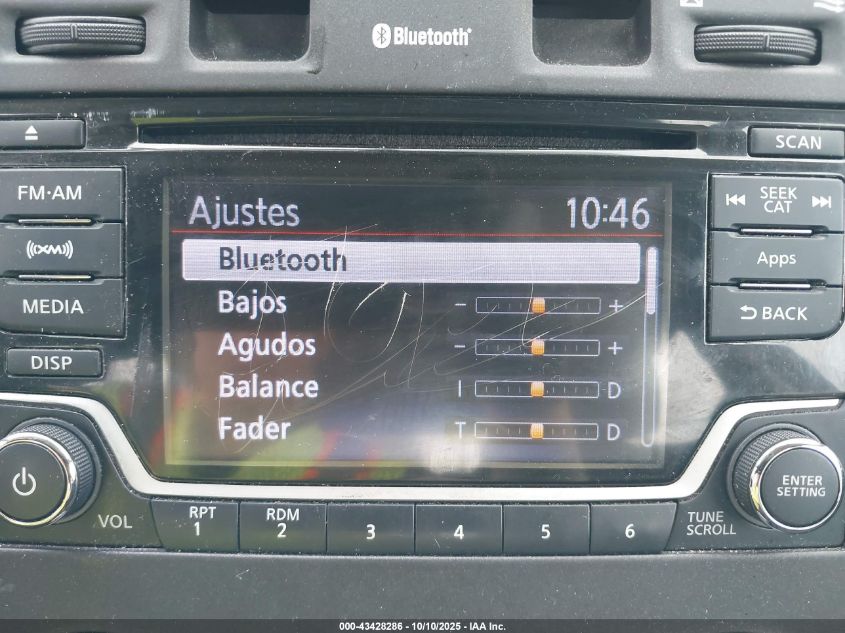 Bluetooth
SCAN
FM·AM
SEEK
CAT
((XM))
Apps
MEDIA
BACK
DISP
Ajustes 10:46
Bluetooth
Bajos - +
Agudos - +
Balance I D
Fader T D
VOL
RPT
1
RDM
2
3
4
5
6
TUNE
SCROLL
ENTER
SETTING
000-43428286 - 10/10/2025 - IAA Inc.